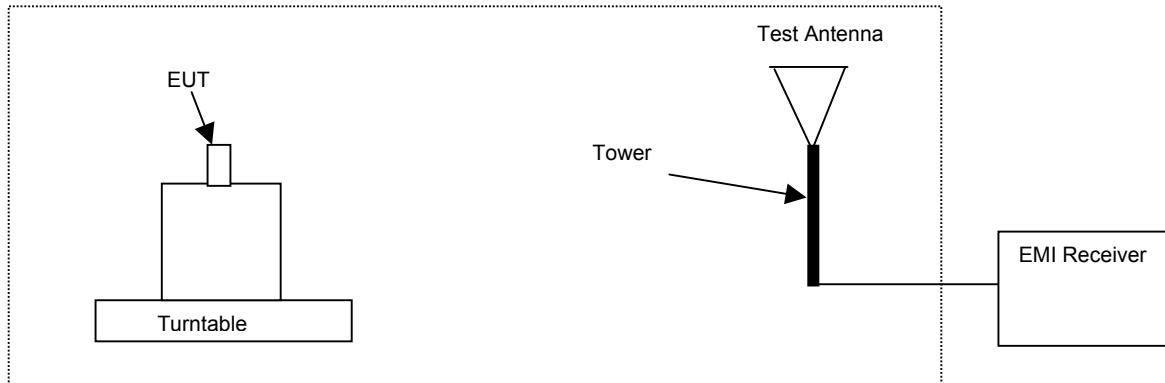 Test Antenna
EUT
Tower
EMI Receiver
Turntable